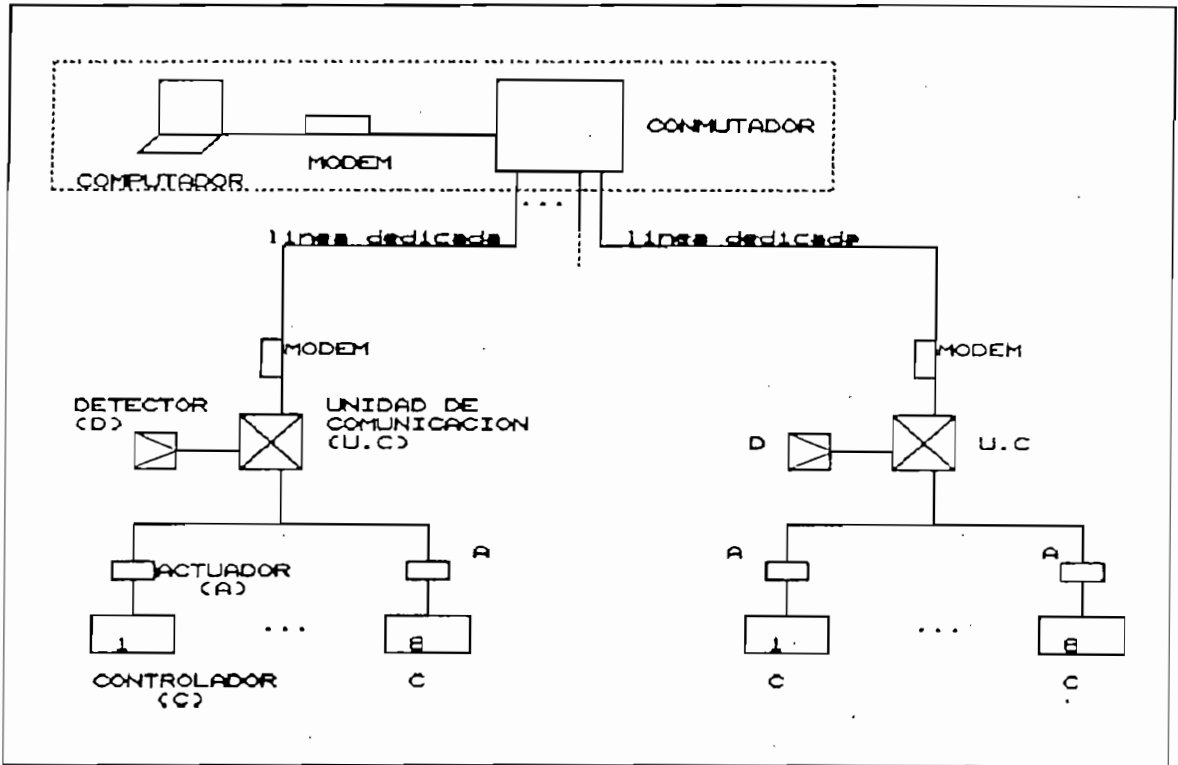 CONMUTADOR
MODEM
COMPUTADOR
...
linea dedicada
linea dedicada
MODEM
MODEM
DETECTOR
(D)
UNIDAD DE
COMUNICACION
(U.C)
D
U.C
ACTUADOR
(A)
A
A
A
1
...
8
1
...
8
CONTROLADOR
(C)
C
C
C